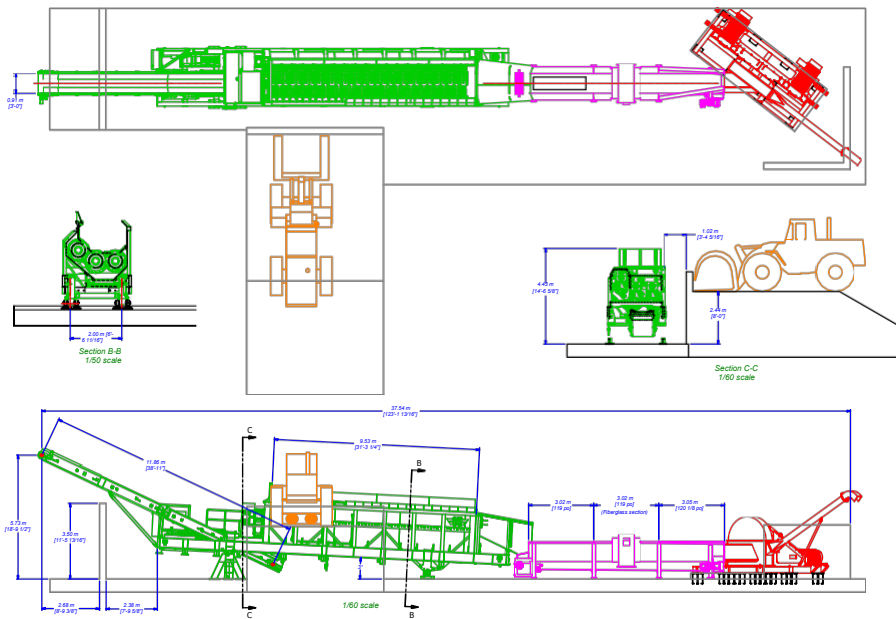 0.91 m
[3'-0"]
2.00 m [6'-
6 11/16"]
Section B-B
1/50 scale
1.02 m
[3'-4 5/16"]
4.43 m
[14'-6 5/8"]
2.44 m
[8'-0"]
Section C-C
1/60 scale
37.54 m
[123'-1 13/16"]
C
11.86 m
[38'-11"]
9.53 m
[31'-3 1/4"]
B
3.02 m
[119 po]
3.02 m
[119 po]
(Fiberglass section)
3.05 m
[120 1/8 po]
5.73 m
[18'-9 1/2"]
3.50 m
[11'-5 13/16"]
2.68 m
[8'-9 3/8"]
2.38 m
[7'-9 5/8"]
C
1/60 scale
B